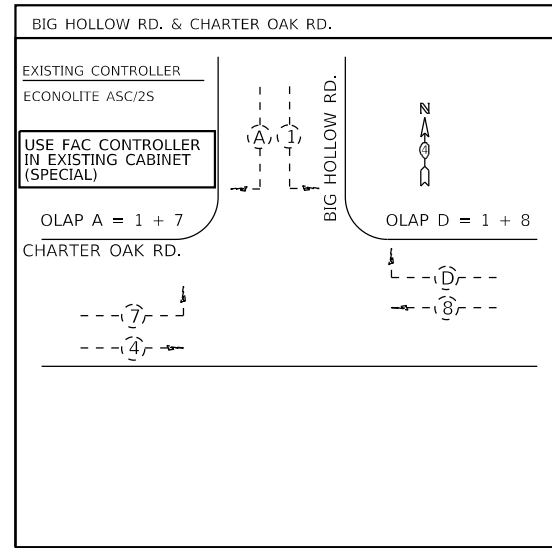 BIG HOLLOW RD. & CHARTER OAK RD.
EXISTING CONTROLLER
ECONOLITE ASC/2S
USE FAC CONTROLLER
IN EXISTING CABINET
(SPECIAL)
A
1
BIG HOLLOW RD.
N
4
OLAP A = 1 + 7
OLAP D = 1 + 8
CHARTER OAK RD.
D
7
8
4